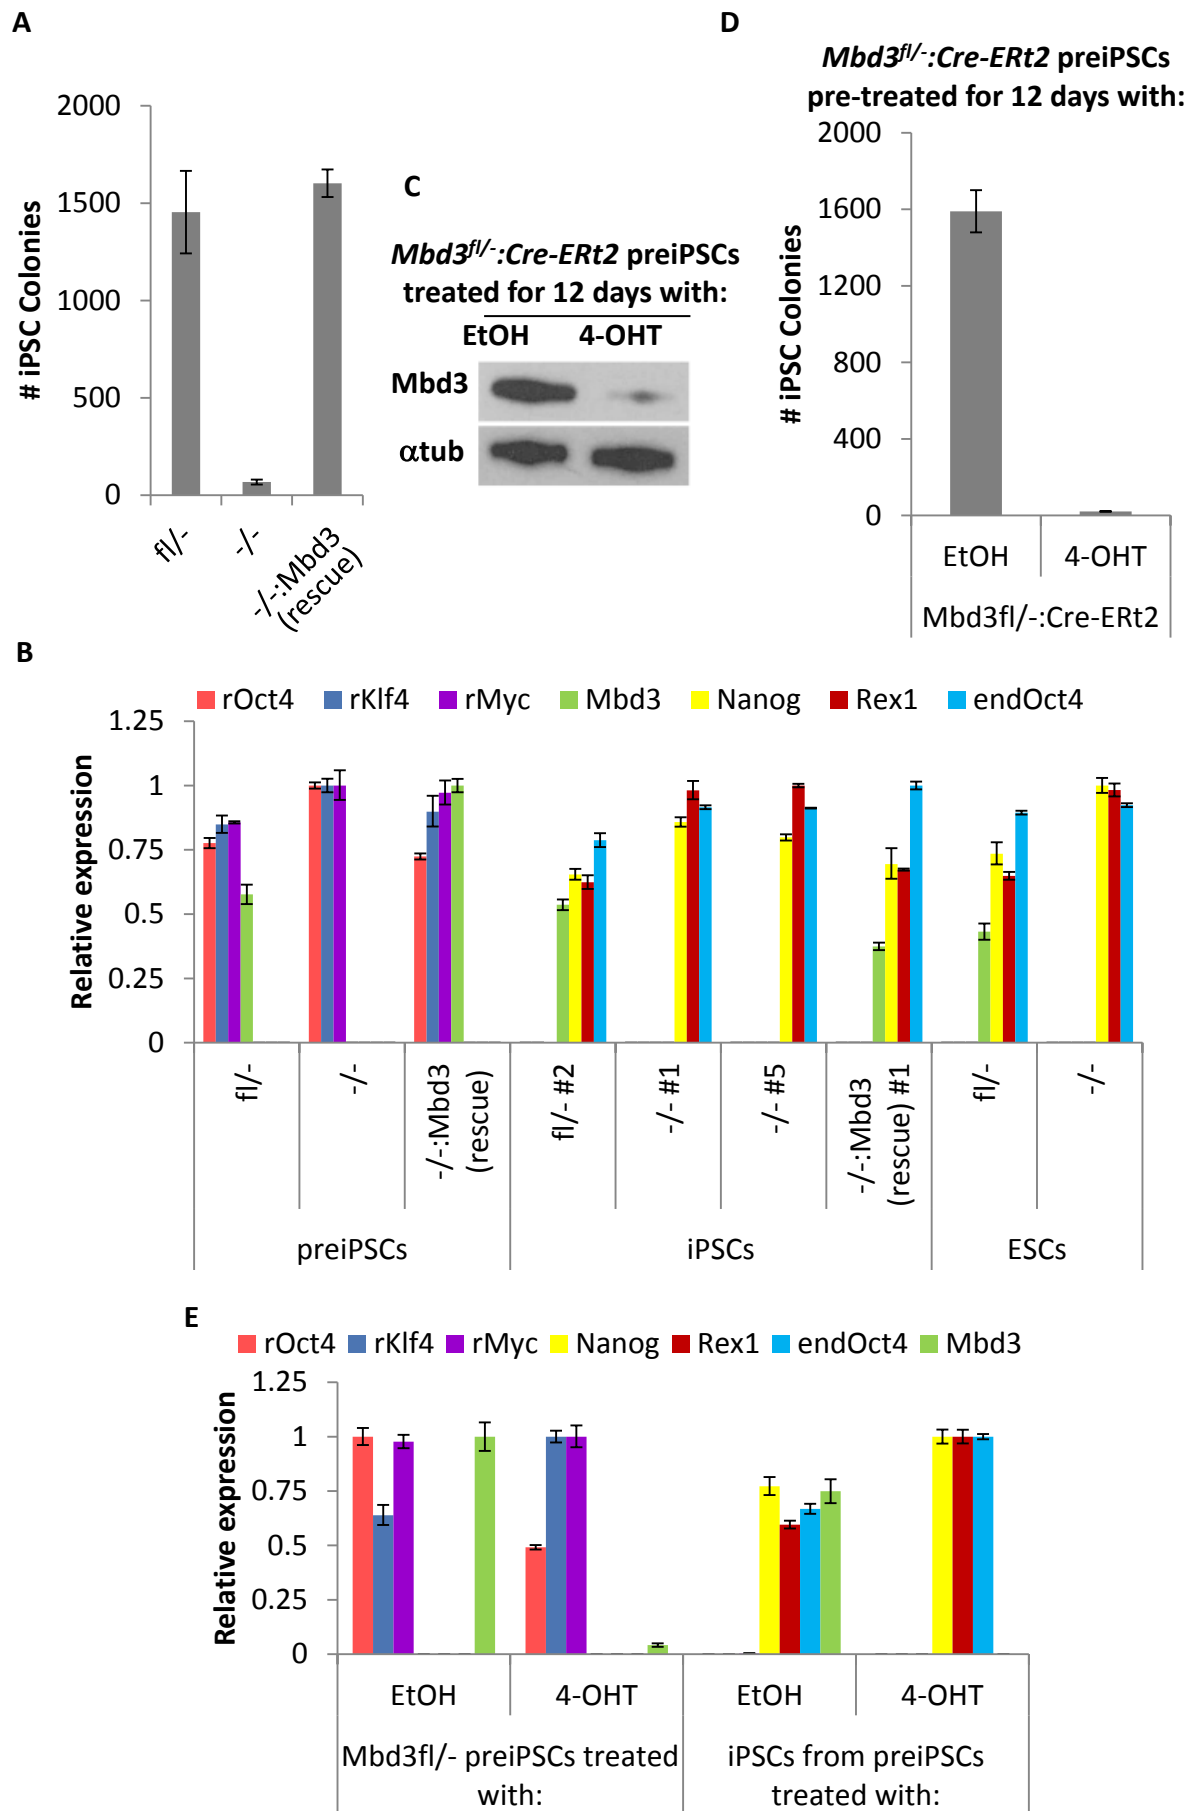 A
# iPSC Colonies
2000
1500
1000
500
0
fl/-
-/-
-/-:Mbd3
(rescue)
C
Mbd3fl/-:Cre-ERt2 preiPSCs
treated for 12 days with:
EtOH 4-OHT
Mbd3
αtub
D
Mbd3fl/-:Cre-ERt2 preiPSCs
pre-treated for 12 days with:
# iPSC Colonies
2000
1600
1200
800
400
0
EtOH 4-OHT
Mbd3fl/-:Cre-ERt2
B
rOct4 rKlf4 rMyc Mbd3 Nanog Rex1 endOct4
Relative expression
1.25
1
0.75
0.5
0.25
0
fl/-
-/-
-/-:Mbd3
(rescue)
fl/- #2
-/- #1
-/- #5
-/-:Mbd3
(rescue) #1
fl/-
-/-
preiPSCs iPSCs ESCs
E
rOct4 rKlf4 rMyc Nanog Rex1 endOct4 Mbd3
Relative expression
1.25
1
0.75
0.5
0.25
0
EtOH 4-OHT EtOH 4-OHT
Mbd3fl/- preiPSCs treated
with:
iPSCs from preiPSCs
treated with: